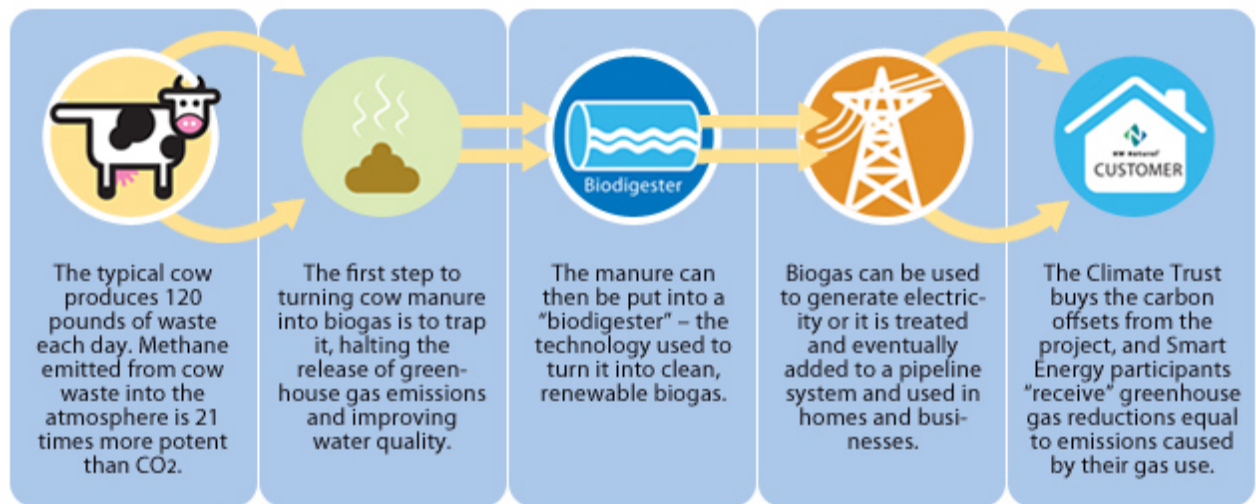 Biodigester
NW Natural
CUSTOMER
The typical cow
produces 120
pounds of waste
each day. Methane
emitted from cow
waste into the
atmosphere is 21
times more potent
than CO2.
The first step to
turning cow manure
into biogas is to trap
it, halting the
release of green-
house gas emissions
and improving
water quality.
The manure can
then be put into a
“biodigester” – the
technology used to
turn it into clean,
renewable biogas.
Biogas can be used
to generate electric-
ity or it is treated
and eventually
added to a pipeline
system and used in
homes and busi-
nesses.
The Climate Trust
buys the carbon
offsets from the
project, and Smart
Energy participants
“receive” greenhouse
gas reductions equal
to emissions caused
by their gas use.